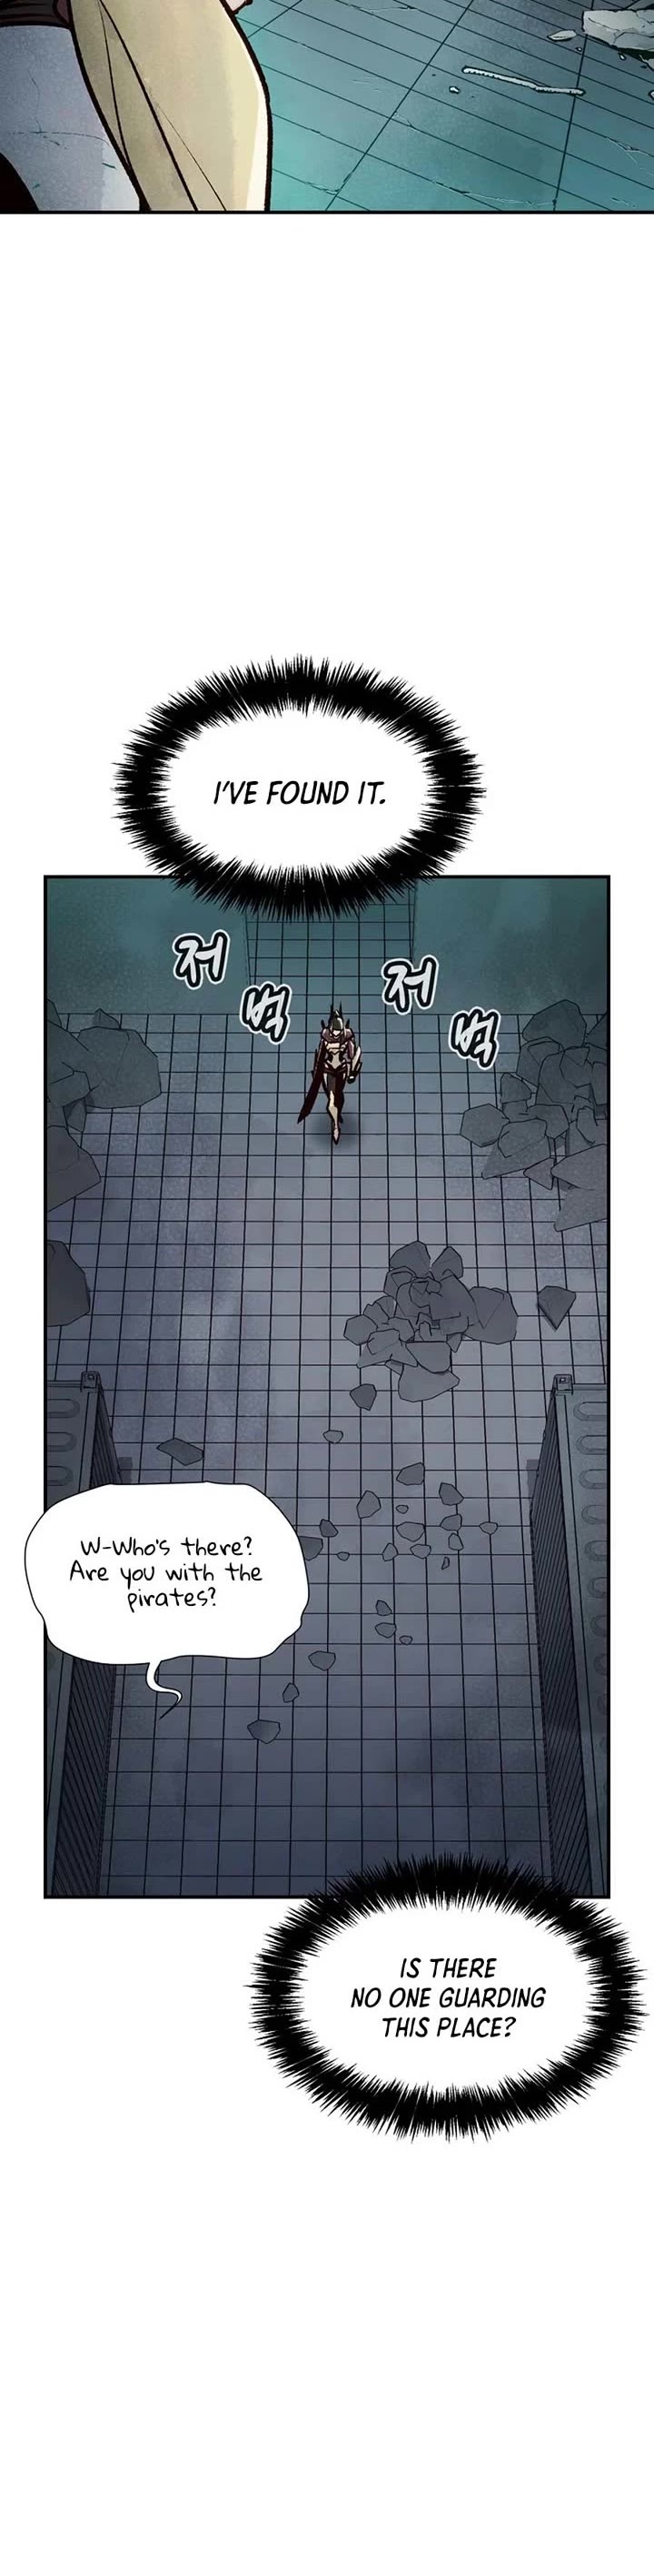 I'VE FOUND IT.
저
벅
저
벅
W-Who's there?
Are you with the
pirates?
IS THERE
NO ONE GUARDING
THIS PLACE?